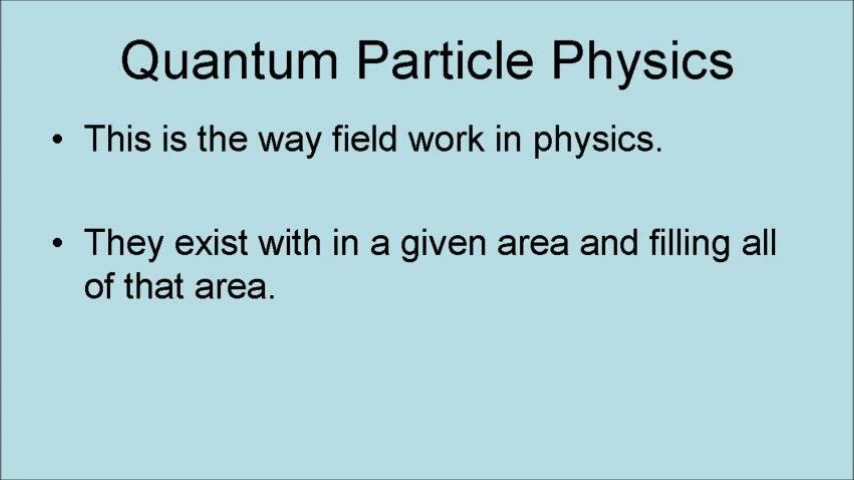 Quantum Particle Physics
• This is the way field work in physics.
• They exist with in a given area and filling all
of that area.